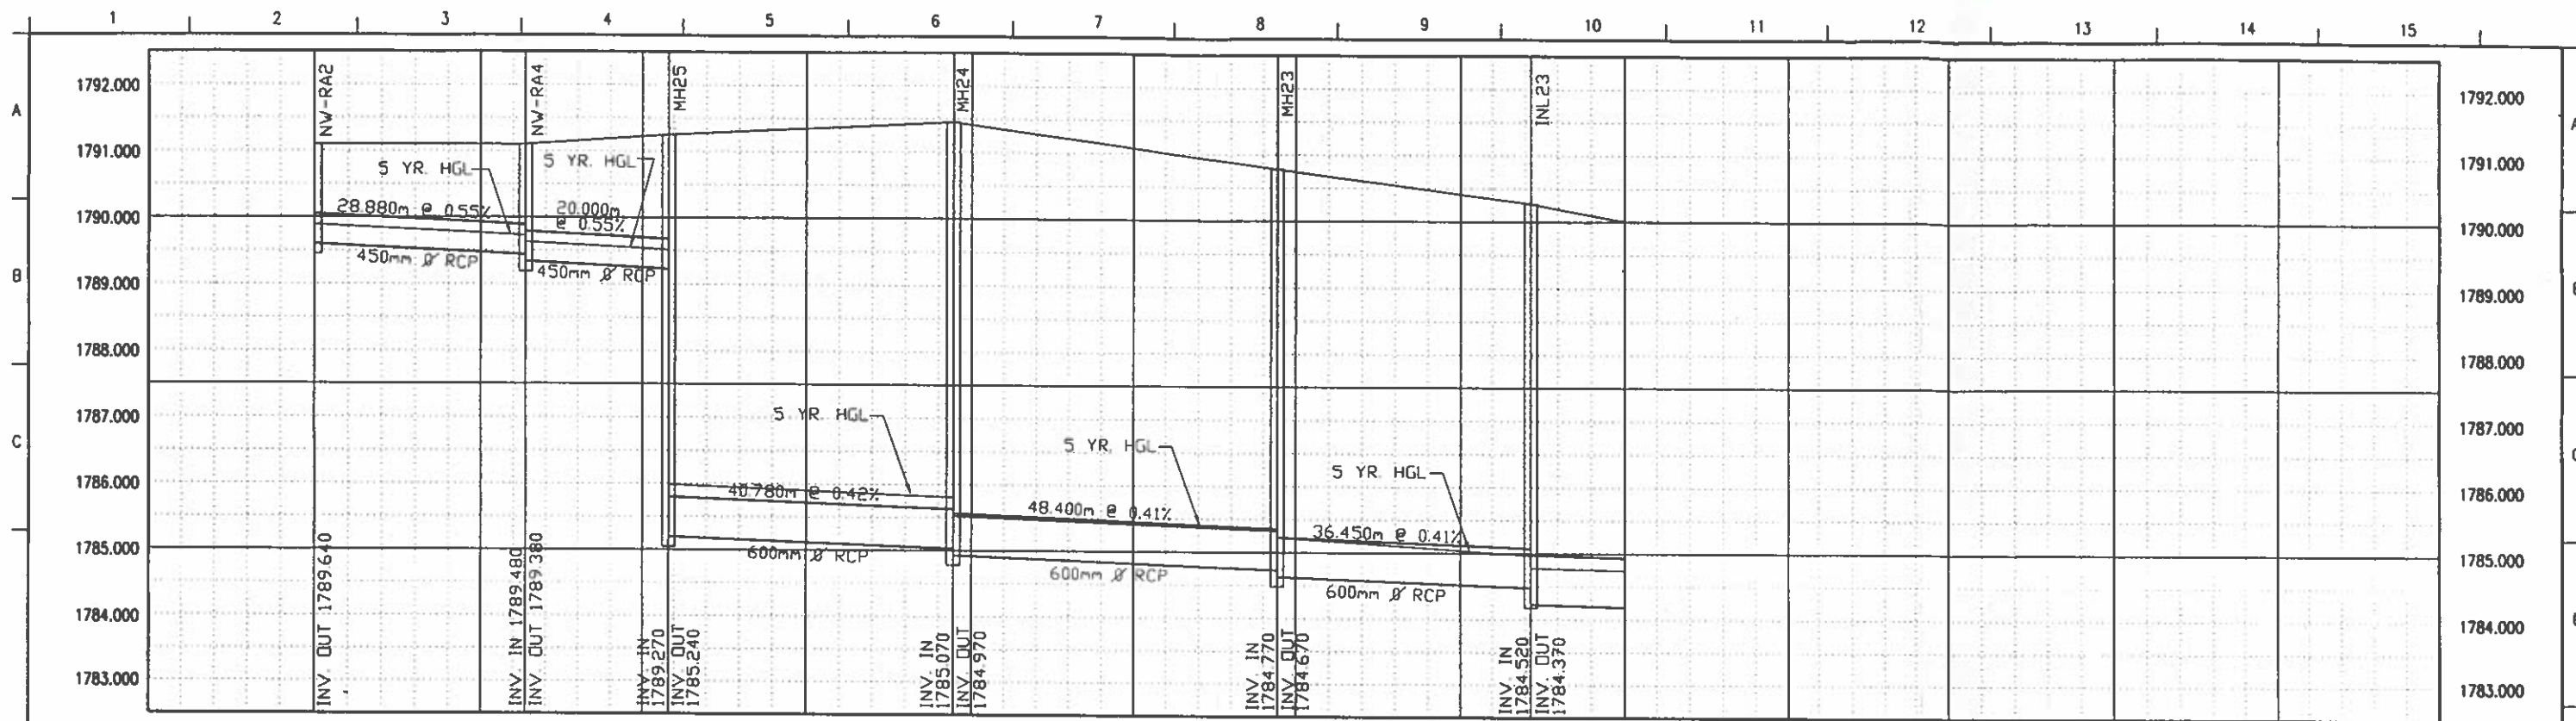 1 2 3 4 5 6 7 8 9 10 11 12 13 14 15
A
B
C
1792.000
1791.000
1790.000
1789.000
1788.000
1787.000
1786.000
1785.000
1784.000
1783.000
NW-RA2
NW-RA4
MH25
MH24
MH23
INL23
5 YR. HGL
5 YR. HGL
28.880m @ 0.55%
20.000m
@ 0.55%
450mm Ø RCP
450mm Ø RCP
5 YR. HGL
5 YR. HGL
5 YR. HGL
40.780m @ 0.42%
48.400m @ 0.41%
36.450m @ 0.41%
600mm Ø RCP
600mm Ø RCP
600mm Ø RCP
INV. OUT 1789.640
INV. IN 1789.480
INV. OUT 1789.380
INV. IN
1789.270
INV. OUT
1785.240
INV. IN
1785.070
INV. OUT
1784.970
INV. IN
1784.770
INV. OUT
1784.670
INV. IN
1784.520
INV. OUT
1784.370
1792.000
1791.000
1790.000
1789.000
1788.000
1787.000
1786.000
1785.000
1784.000
1783.000
A